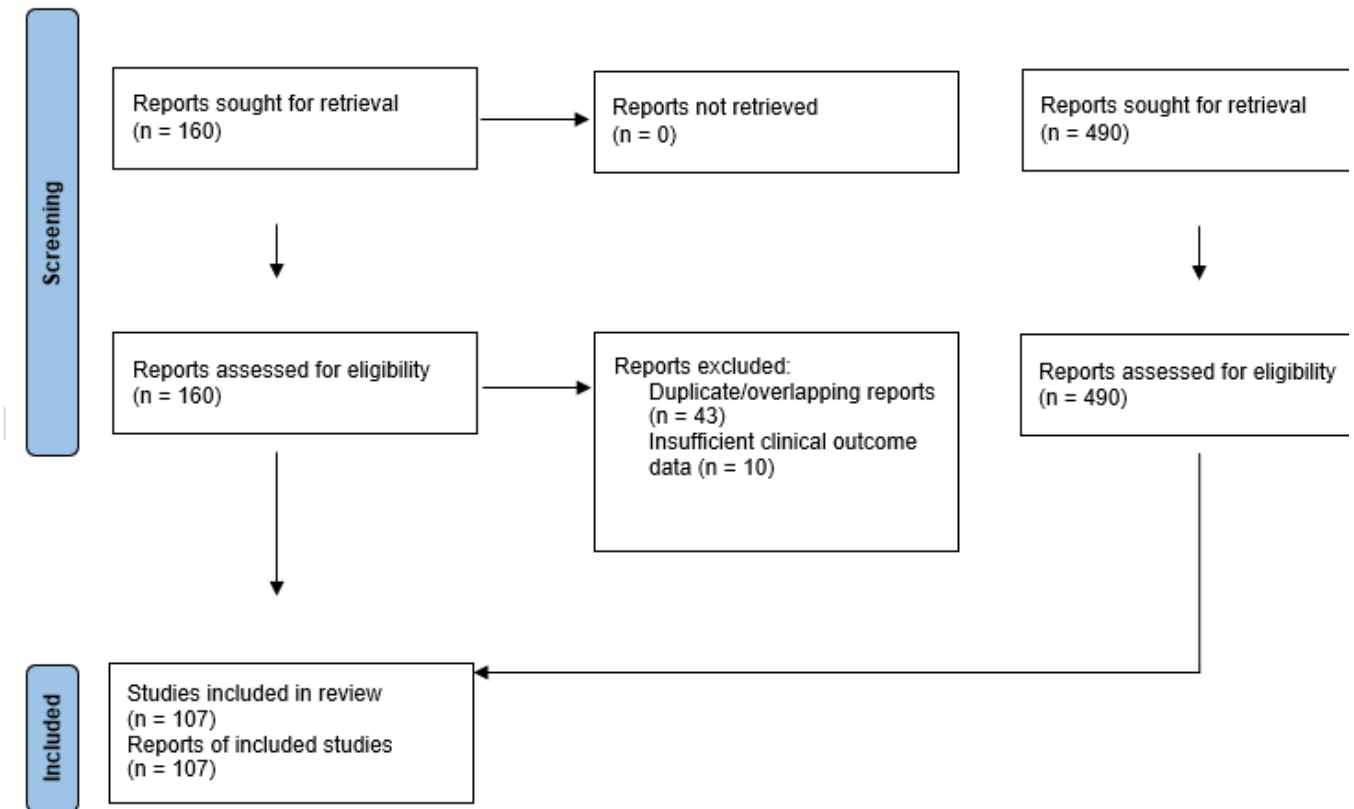 Screening
Reports sought for retrieval
(n = 160)
Reports not retrieved
(n = 0)
Reports sought for retrieval
(n = 490)
Reports assessed for eligibility
(n = 160)
Reports excluded:
Duplicate/overlapping reports
(n = 43)
Insufficient clinical outcome
data (n = 10)
Reports assessed for eligibility
(n = 490)
Included
Studies included in review
(n = 107)
Reports of included studies
(n = 107)